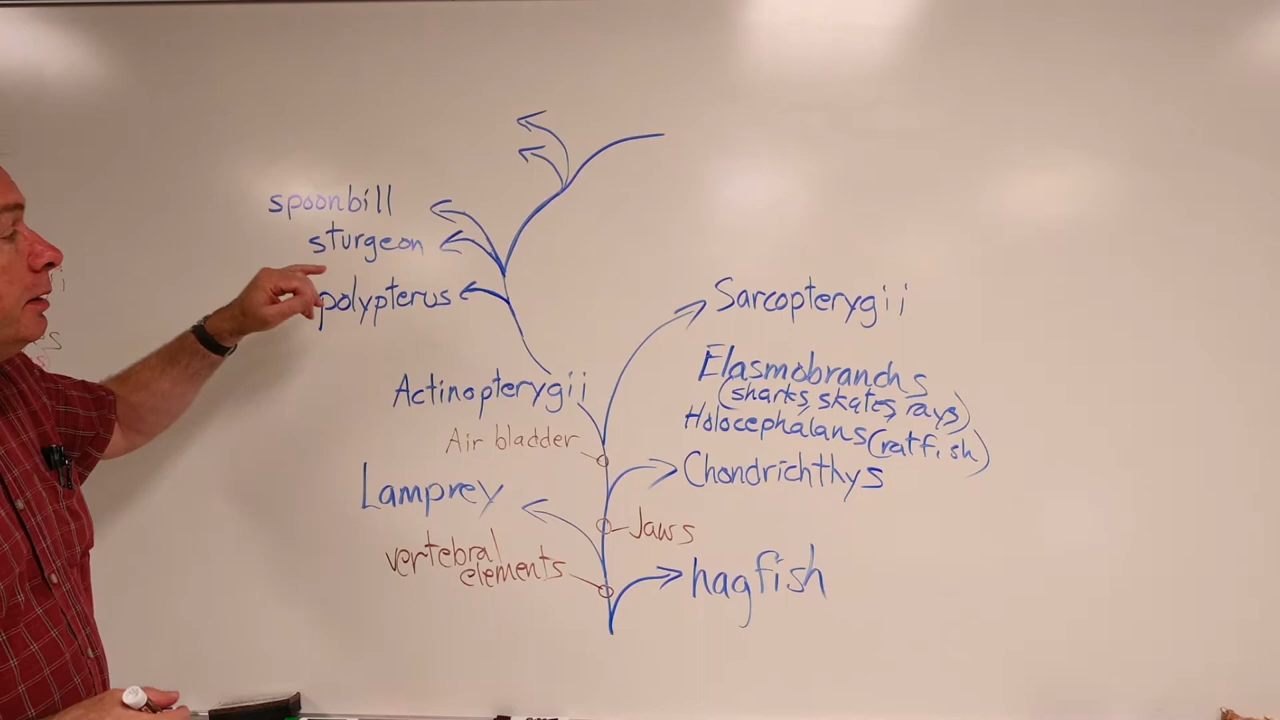 spoonbill
sturgeon
polypterus
Sarcopterygii
Actinopterygii
Elasmobranchs
(sharks, skates, rays)
Holocephalans (ratfish)
Air bladder
Chondrichthys
Lamprey
Jaws
vertebral
elements
hagfish